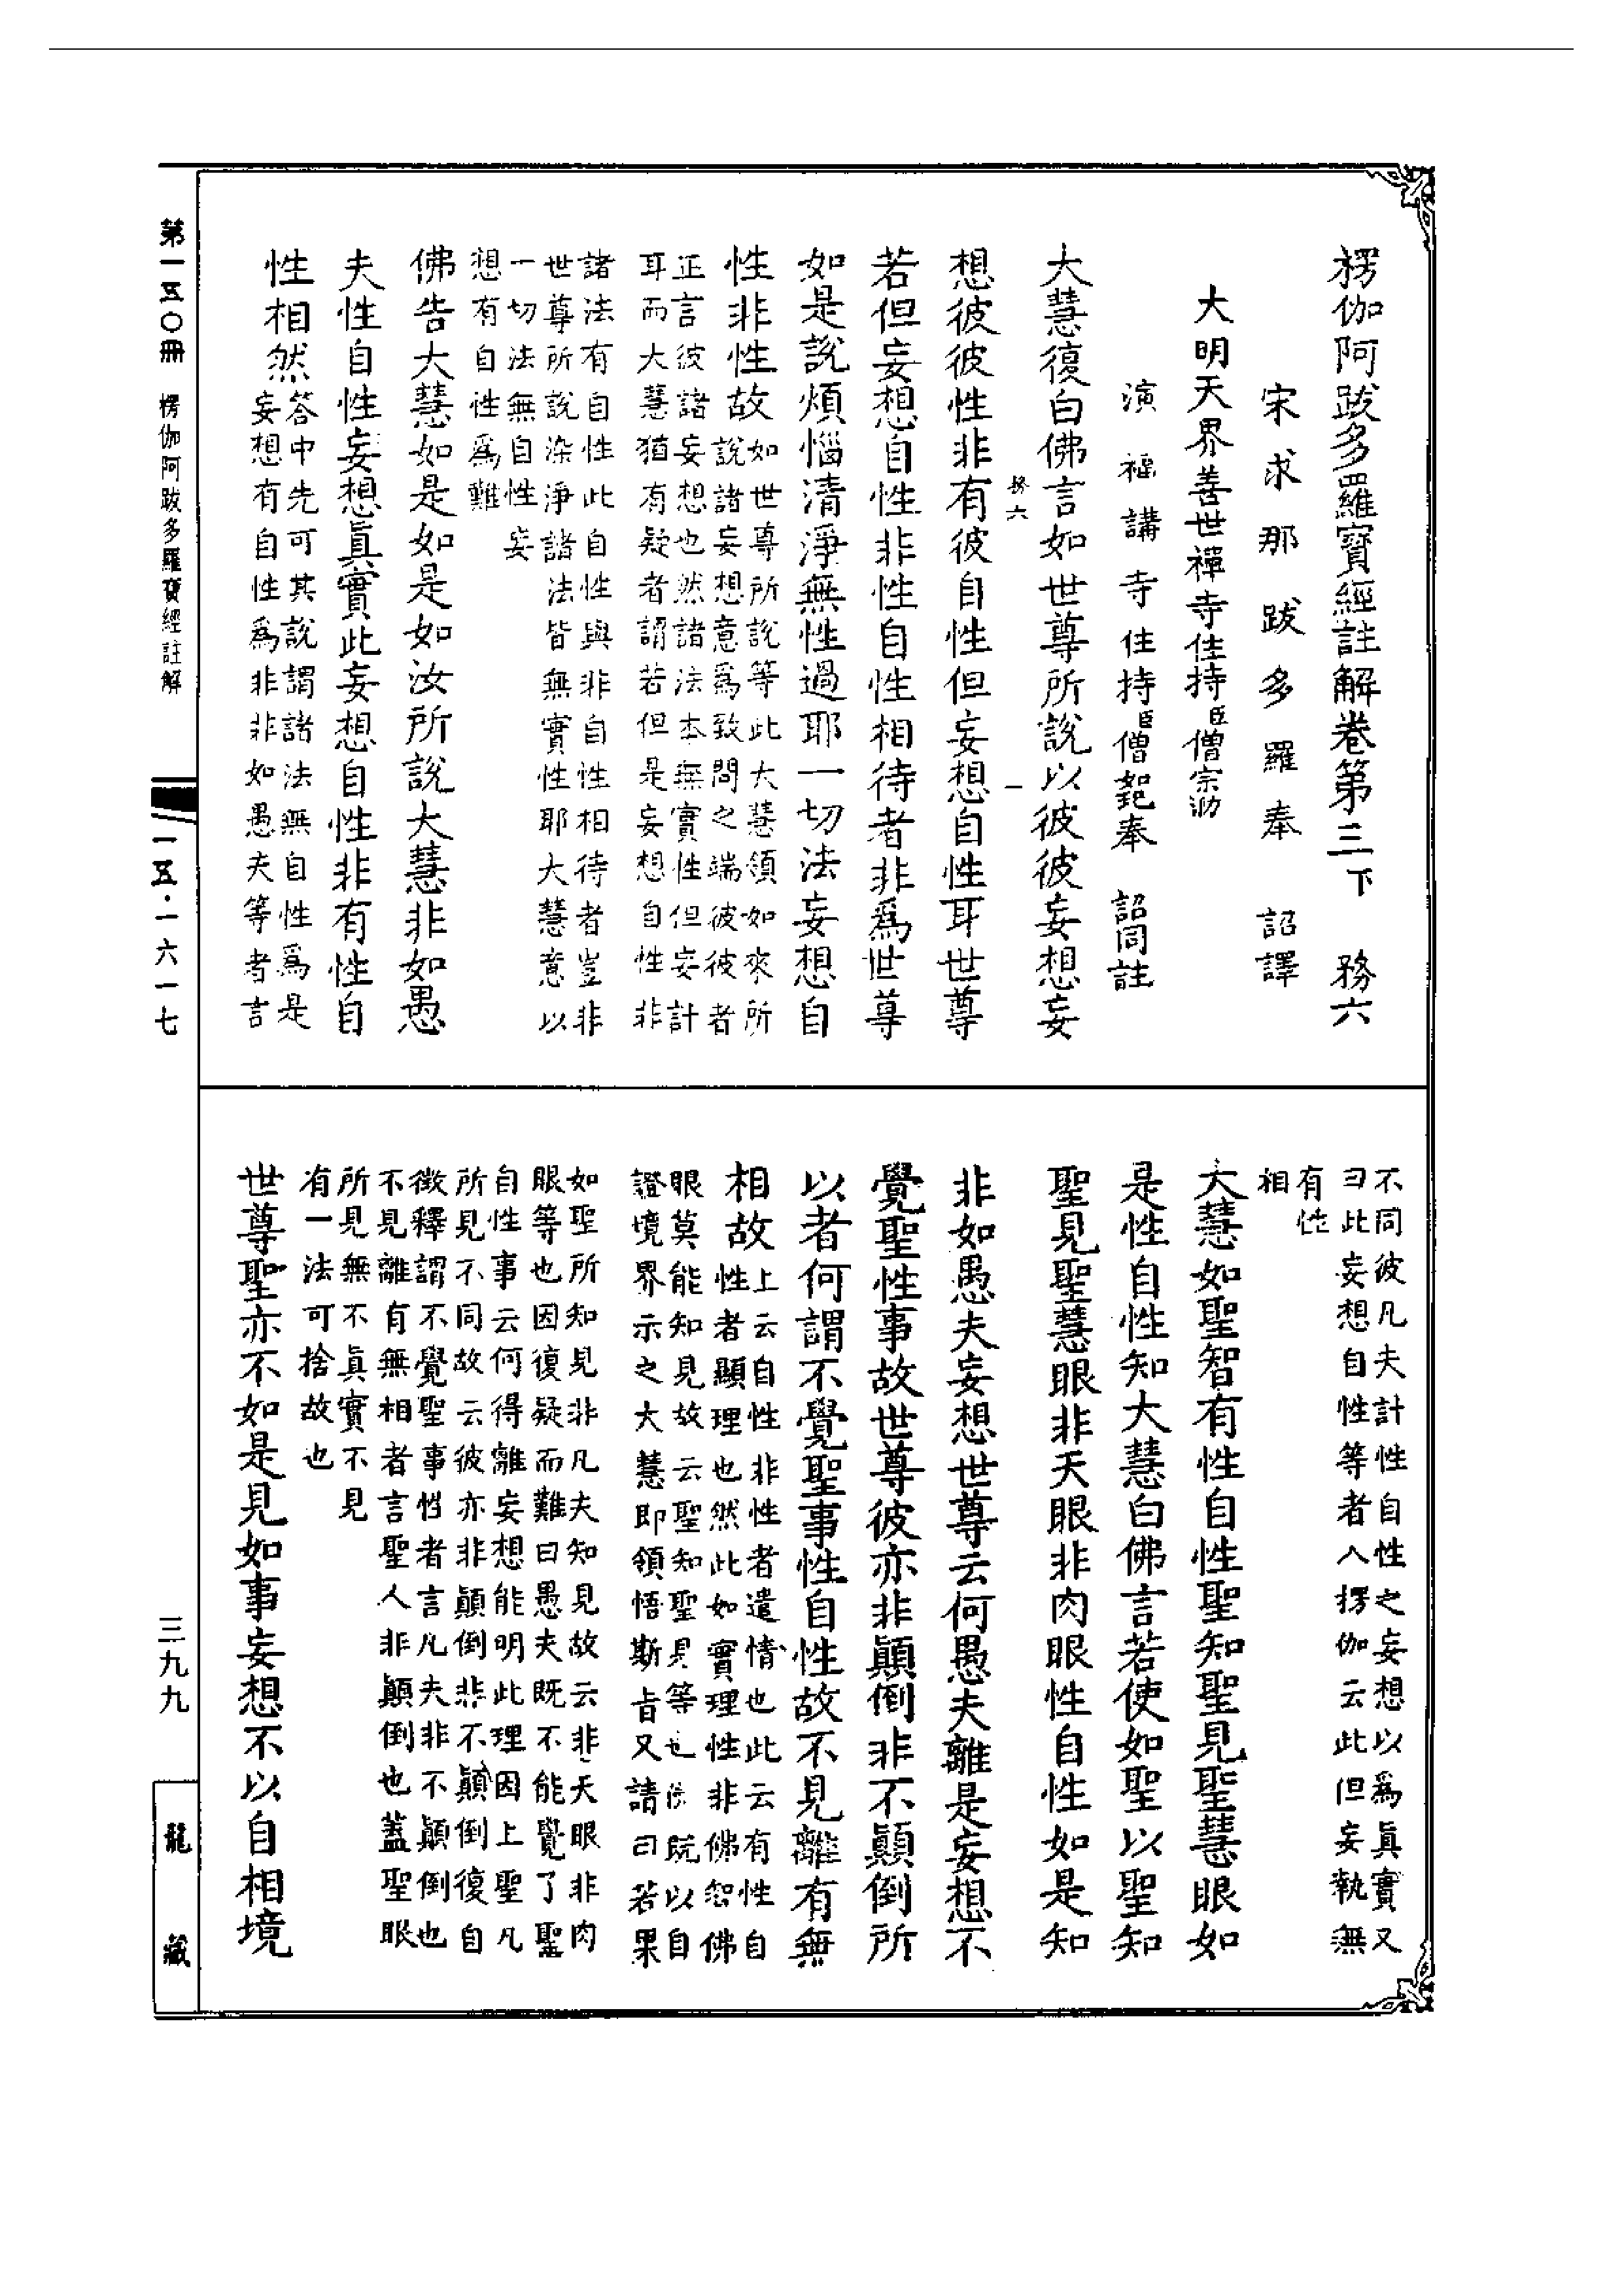 楞伽阿跋多羅寶經註解卷第三下　務六
宋求那跋多羅奉　詔譯
大明天界善世禪寺住持臣僧宗泐
演福講寺住持臣僧如玘奉　詔同註
大慧復白佛言如世尊所說以彼彼妄想妄
務六　一
想彼彼性非有彼自性但妄想自性耳世尊
若但妄想自性非性自性相待者非爲世尊
如是說煩惱清淨無性過耶一切法妄想自
性非性故
如世尊所說等此大慧領如來所
說諸妄想意爲致問之端彼彼者
正言彼諸妄想也然諸法本無實性但妄計
耳而大慧猶有疑者謂若但是妄想自性非
諸法有自性此自性與非自性相待者豈非
世尊所說染淨諸法皆無實性耶大慧意以
一切法無自性妄
想有自性爲難
佛告大慧如是如是如汝所說大慧非如愚
夫性自性妄想眞實此妄想自性非有性自
性相然
答中先可其說謂諸法無自性爲是
妄想有自性爲非非如愚夫等者言
不同彼凡夫計性自性之妄想以爲眞實又
曰此妄想自性等者入楞伽云此但妄執無
有性
相
大慧如聖智有性自性聖知聖見聖慧眼如
是性自性知大慧白佛言若使如聖以聖知
聖見聖慧眼非天眼非肉眼性自性如是知
非如愚夫妄想世尊云何愚夫離是妄想不
覺聖性事故世尊彼亦非顚倒非不顚倒所
以者何謂不覺聖事性自性故不見離有無
相故
上云自性非性者遣情也此云有性自
性者顯理也然此如實理性非佛怨佛
眼莫能知見故云聖知聖見等也佛既以自
證境界示之大慧即領悟斯旨又請曰若果
如聖所知見非凡夫知見故云非天眼非肉
眼等也因復疑而難曰愚夫既不能覺了聖
自性事云何得離妄想能明此理因上聖凡
所見不同故云彼亦非顚倒非不顚倒復自
徵釋謂不覺聖事性者言凡夫非不顚倒也
不見離有無相者言聖人非顚倒也蓋聖眼
所見無不眞實不見
有一法可捨故也
世尊聖亦不如是見如事妄想不以自相境
第一五〇冊　楞伽阿跋多羅寶經註解
一五·一六一七
三九九
龍藏